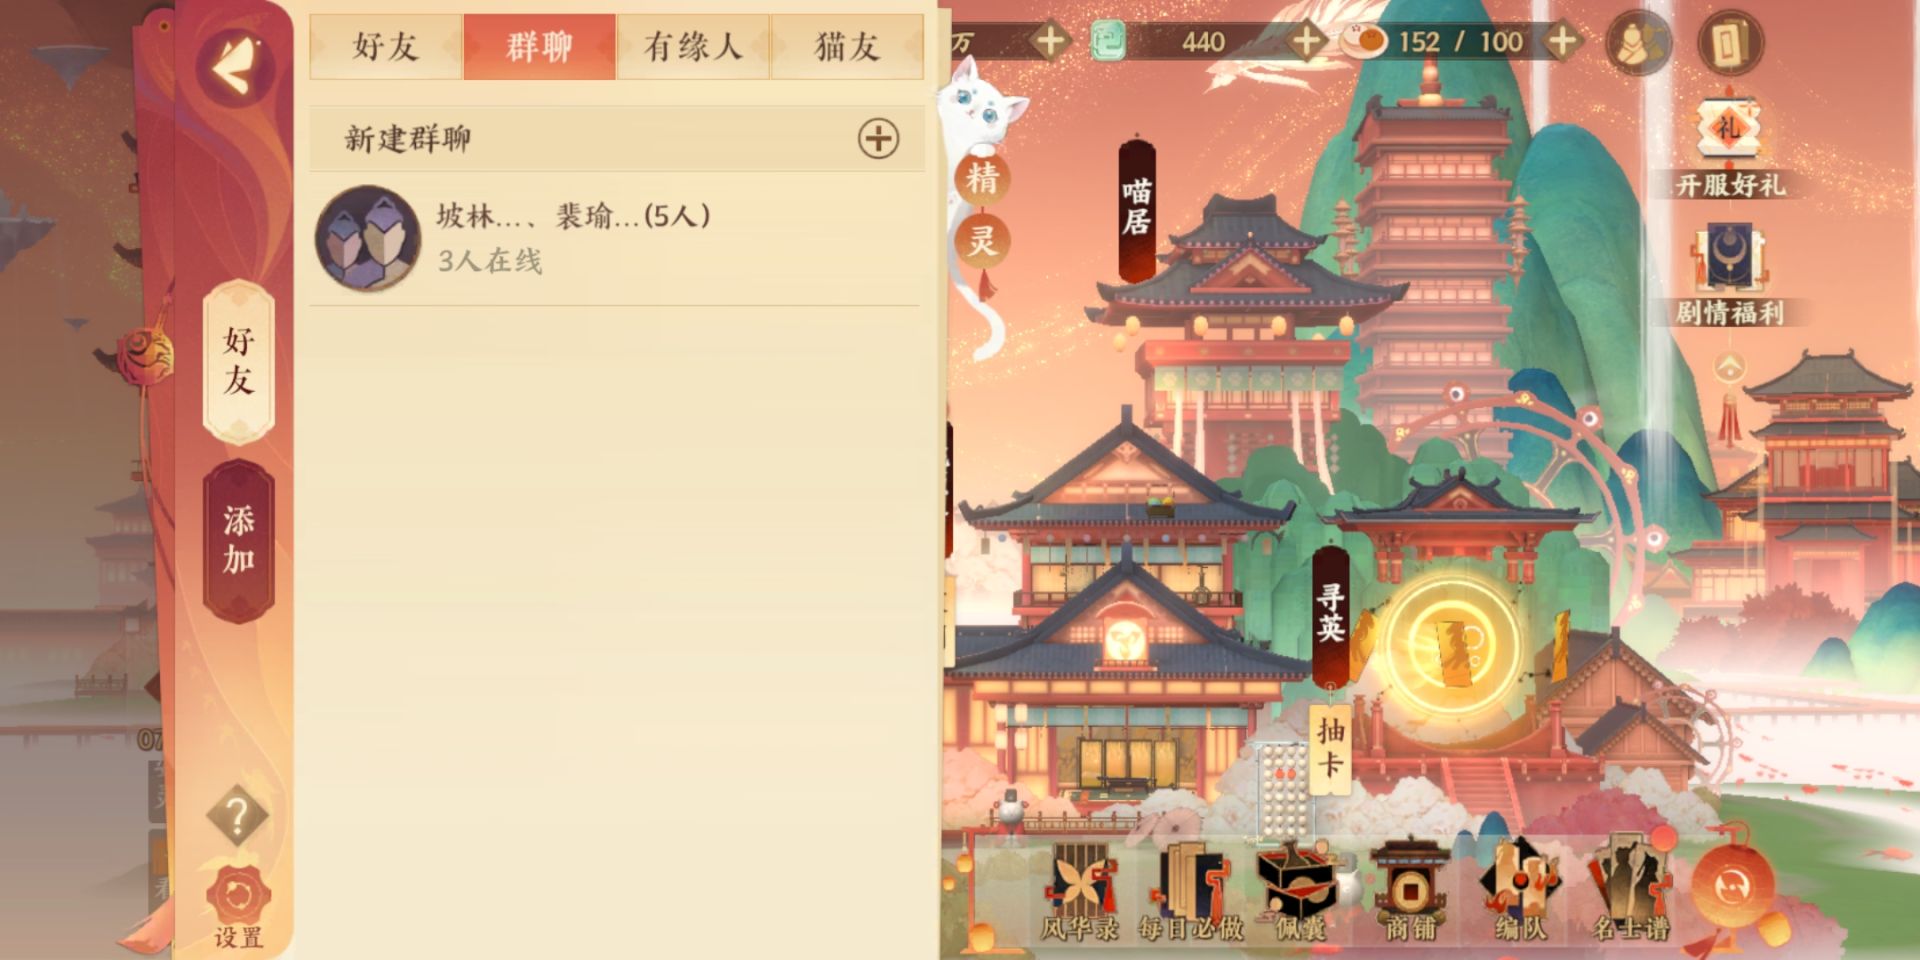 好友
群聊
有缘人
猫友
新建群聊
坡林...、裴瑜...(5人)
3人在线
好友
添加
?
设置
万
440
152 / 100
精灵
喵居
礼
开服好礼
剧情福利
寻英
抽卡
风华录
每日必做
佩囊
商铺
编队
名士谱
07